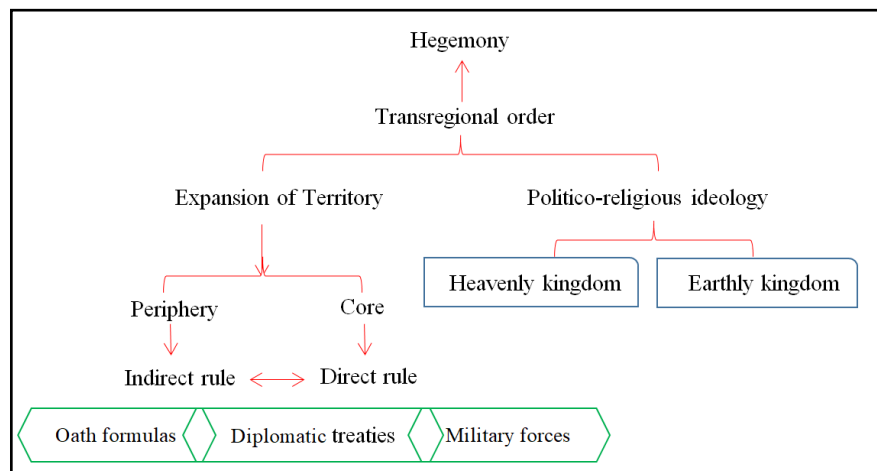 Hegemony
Transregional order
Expansion of Territory
Politico-religious ideology
Heavenly kingdom
Earthly kingdom
Periphery
Core
Indirect rule
Direct rule
Oath formulas
Diplomatic treaties
Military forces